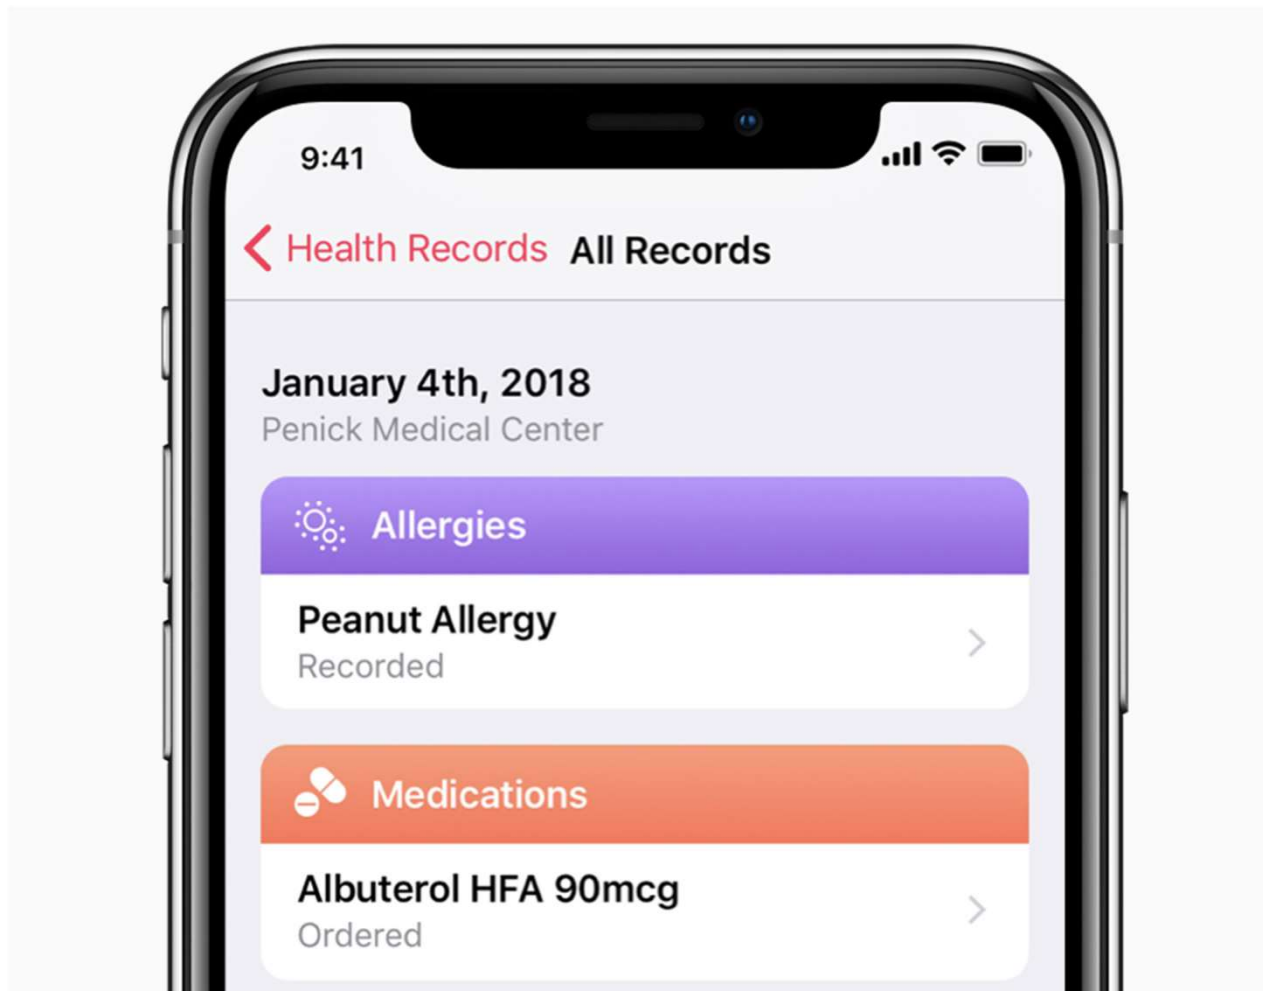 9:41
Health Records All Records
January 4th, 2018
Penick Medical Center
Allergies
Peanut Allergy
Recorded
Medications
Albuterol HFA 90mcg
Ordered